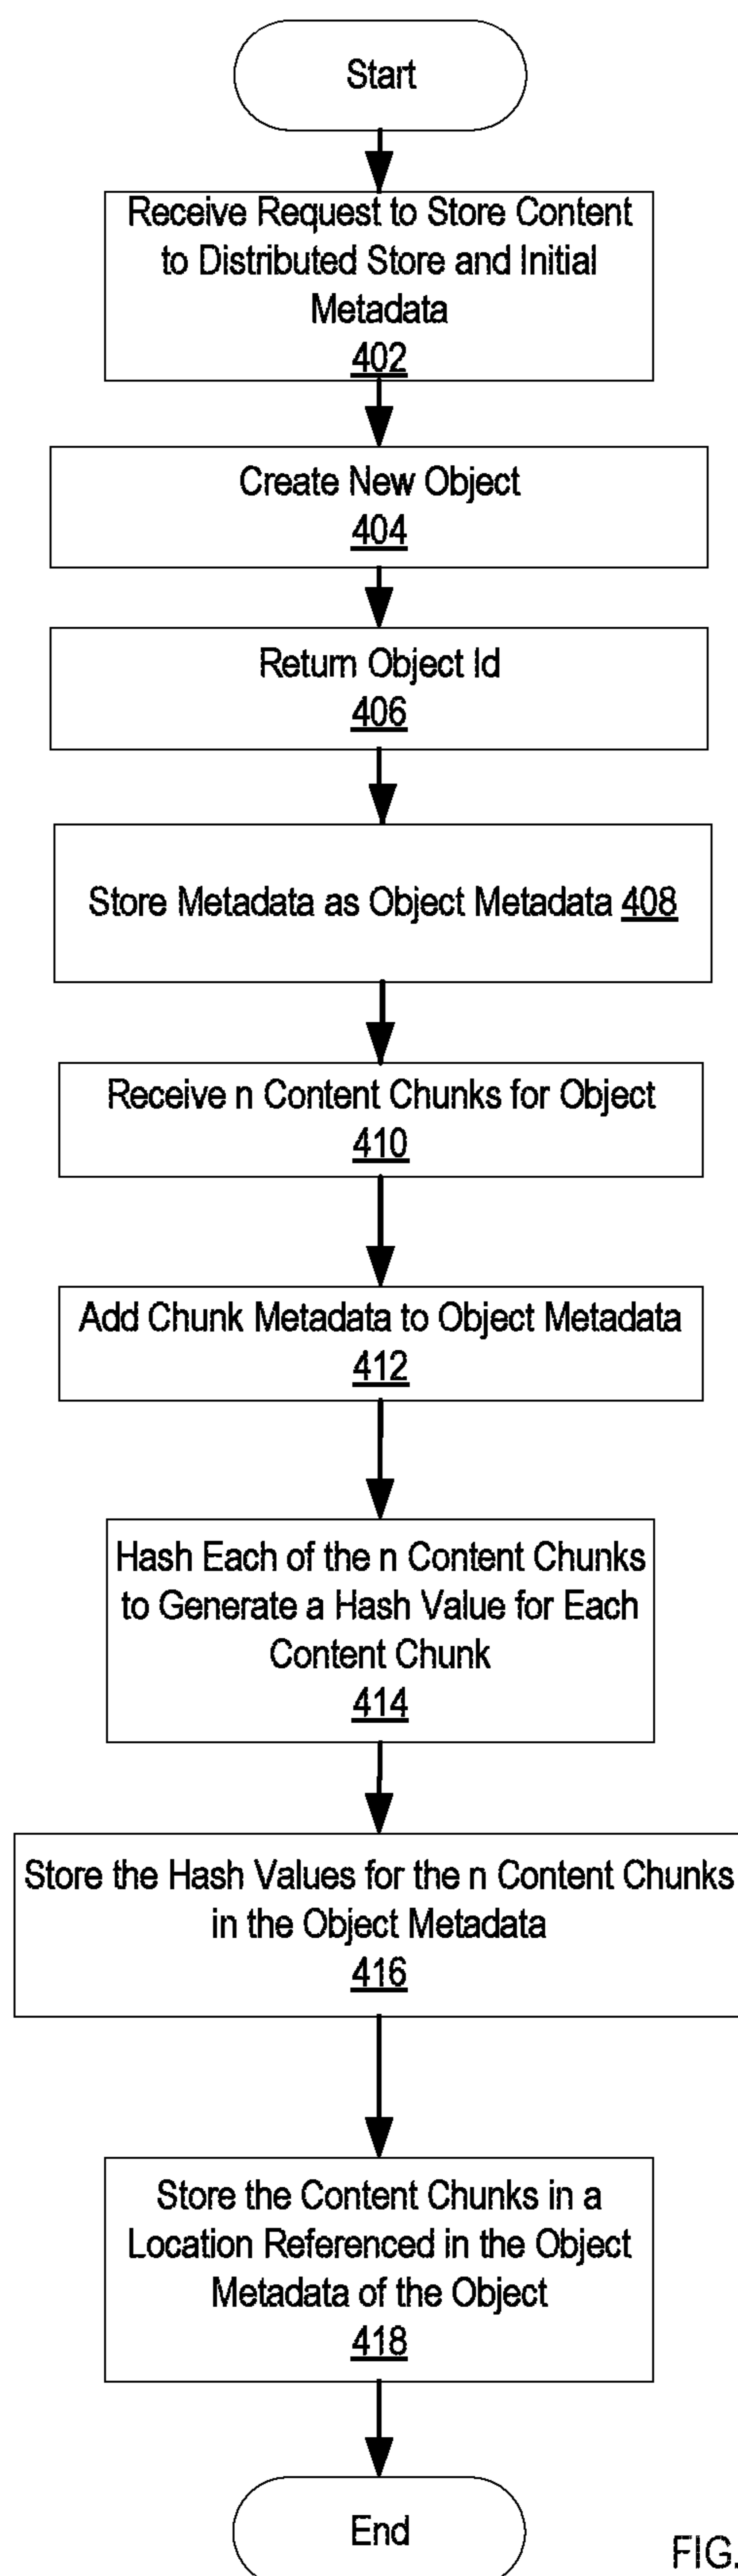 Start
Receive Request to Store Content
to Distributed Store and Initial
Metadata
402
Create New Object
404
Return Object Id
406
Store Metadata as Object Metadata 408
Receive n Content Chunks for Object
410
Add Chunk Metadata to Object Metadata
412
Hash Each of the n Content Chunks
to Generate a Hash Value for Each
Content Chunk
414
Store the Hash Values for the n Content Chunks
in the Object Metadata
416
Store the Content Chunks in a
Location Referenced in the Object
Metadata of the Object
418
End
FIG.